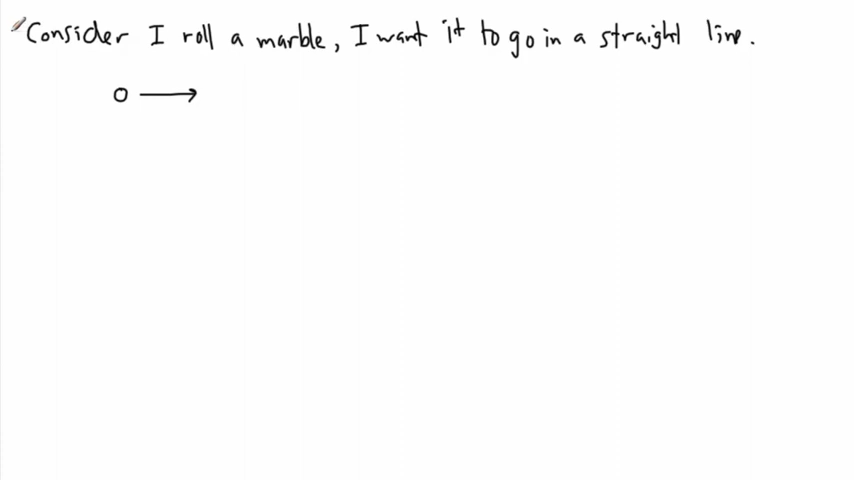 Consider I roll a marble, I want it to go in a straight line.